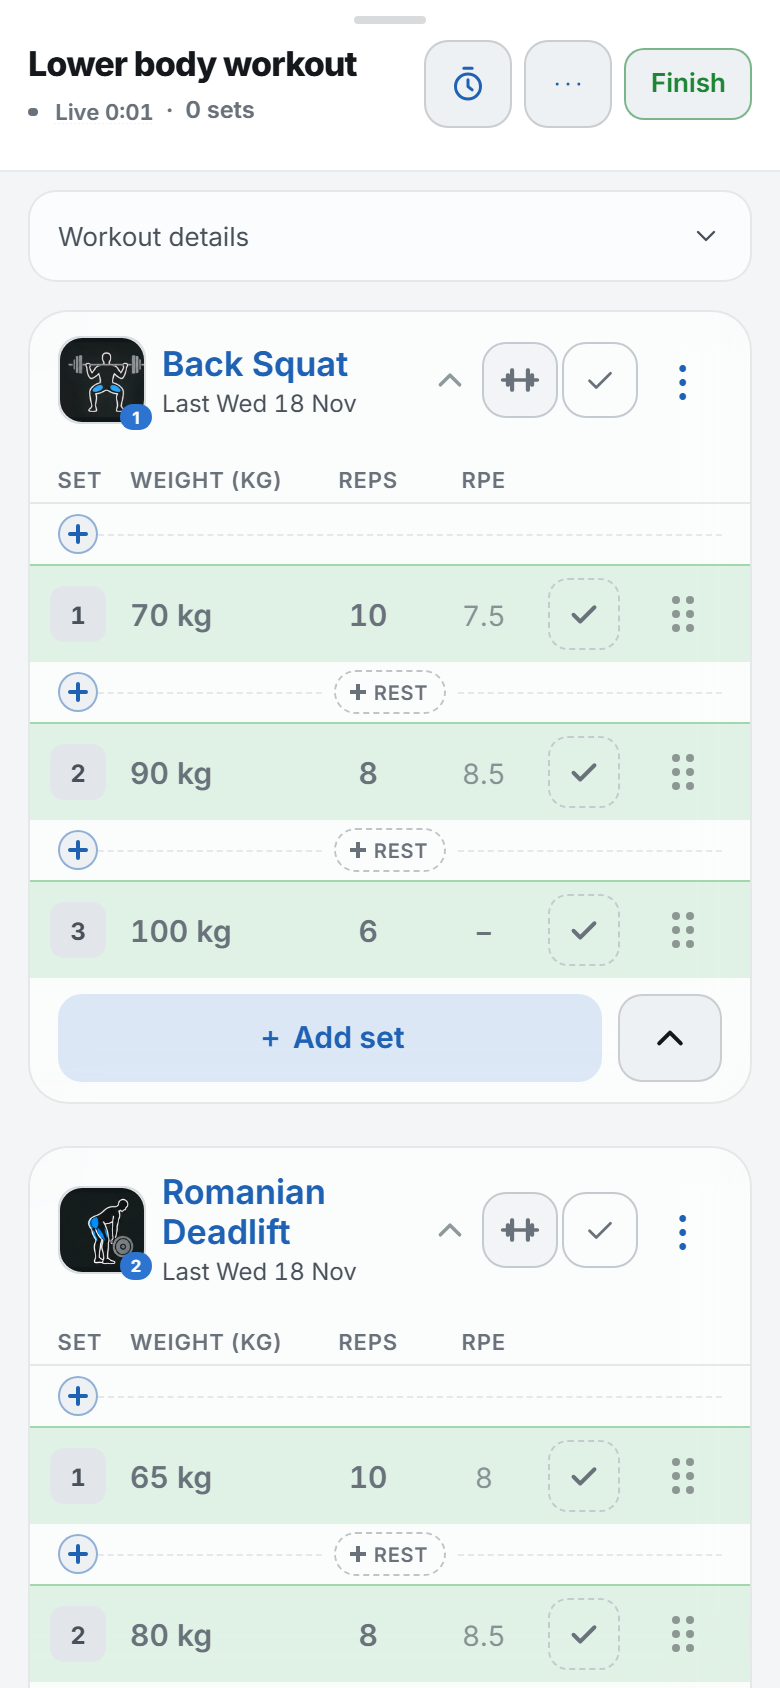 Lower body workout
Live 0:01 · 0 sets
...
Finish
Workout details
1
Back Squat
Last Wed 18 Nov
SET WEIGHT (KG) REPS RPE
+
1 70 kg 10 7.5
+ + REST
2 90 kg 8 8.5
+ + REST
3 100 kg 6 –
+ Add set
2
Romanian
Deadlift
Last Wed 18 Nov
SET WEIGHT (KG) REPS RPE
+
1 65 kg 10 8
+ + REST
2 80 kg 8 8.5